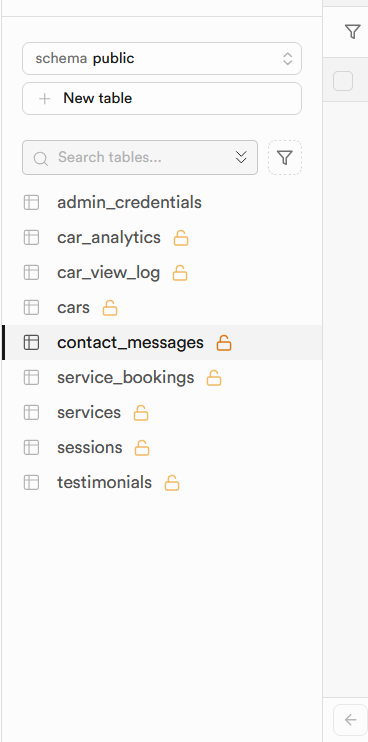 schema public
New table
Search tables...
admin_credentials
car_analytics
car_view_log
cars
contact_messages
service_bookings
services
sessions
testimonials